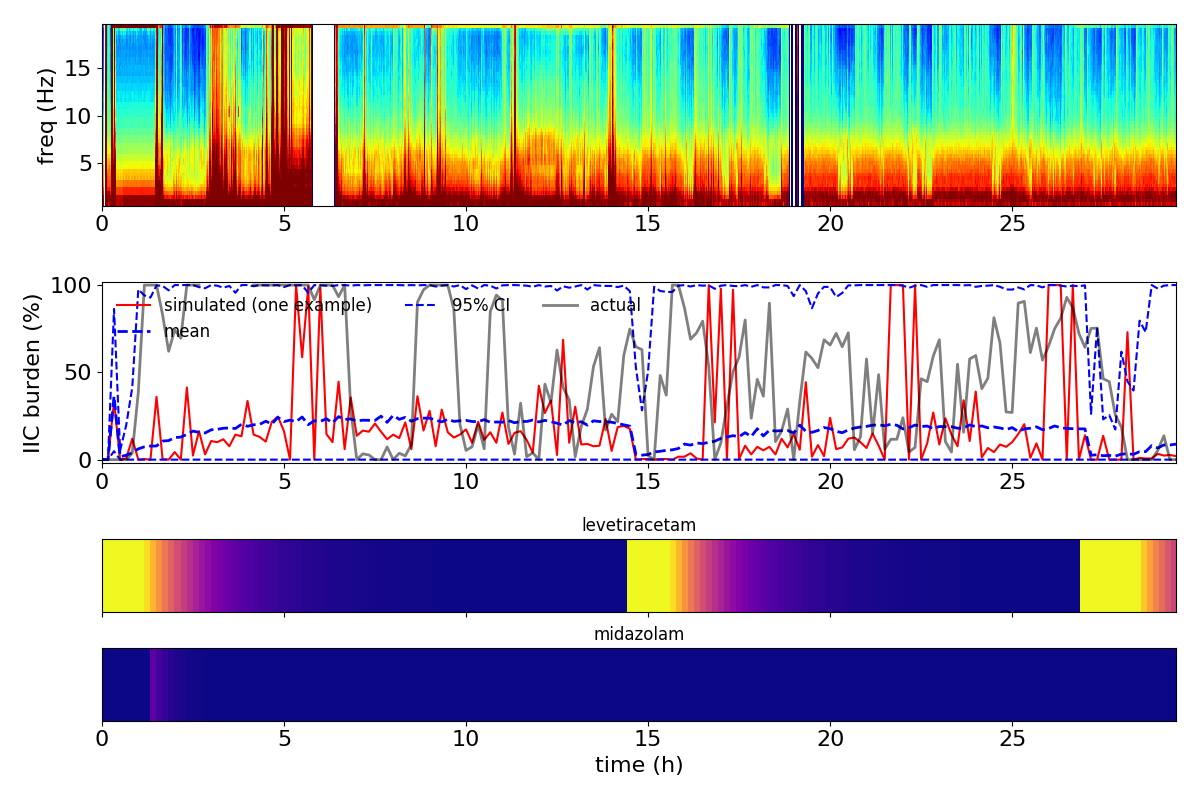 freq (Hz)
15
10
5
0 5 10 15 20 25
IIC burden (%)
100
50
0
simulated (one example) 95% CI actual
mean
0 5 10 15 20 25
levetiracetam
midazolam
0 5 10 15 20 25
time (h)